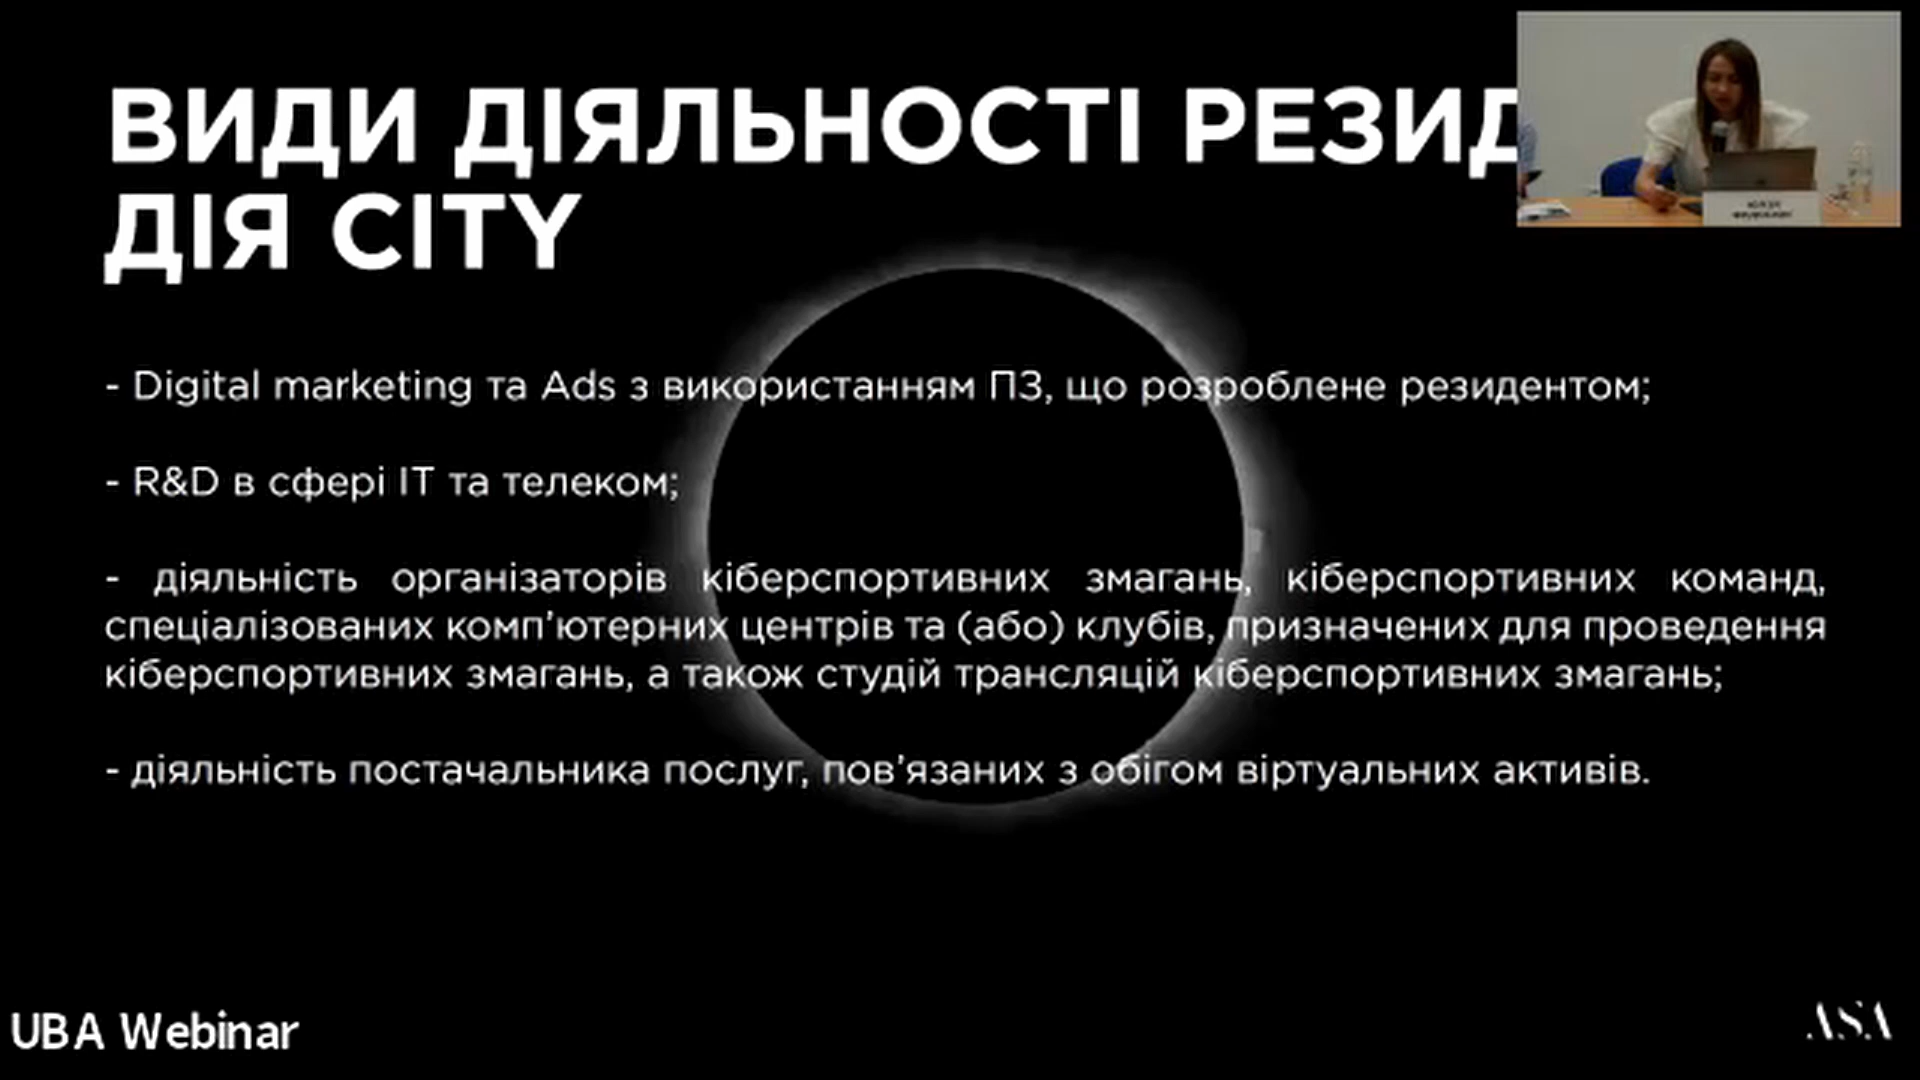 ВИДИ ДІЯЛЬНОСТІ РЕЗИД
ДІЯ CITY
- Digital marketing та Ads з використанням ПЗ, що розроблене резидентом;
- R&D в сфері ІТ та телеком;
- діяльність організаторів кіберспортивних змагань, кіберспортивних команд,
спеціалізованих комп'ютерних центрів та (або) клубів, призначених для проведення
кіберспортивних змагань, а також студій трансляцій кіберспортивних змагань;
- діяльність постачальника послуг, пов'язаних з обігом віртуальних активів.
UBA Webinar
ASA